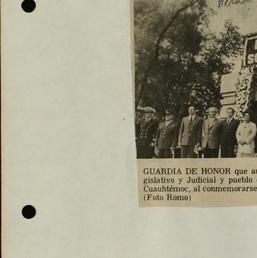 GUARDIA DE HONOR que
gislativo y Judicial y pueblo
Cuauhtémoc, al conmemorarse
(Foto Romo)